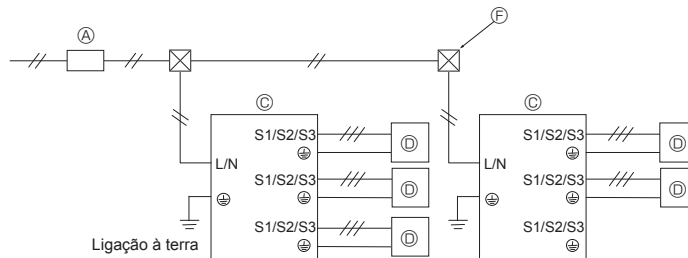 Ⓐ Ⓕ
Ⓒ Ⓒ
S1/S2/S3 Ⓓ S1/S2/S3 Ⓓ
L/N L/N
S1/S2/S3 Ⓓ S1/S2/S3 Ⓓ
S1/S2/S3 Ⓓ S1/S2/S3
Ligação à terra